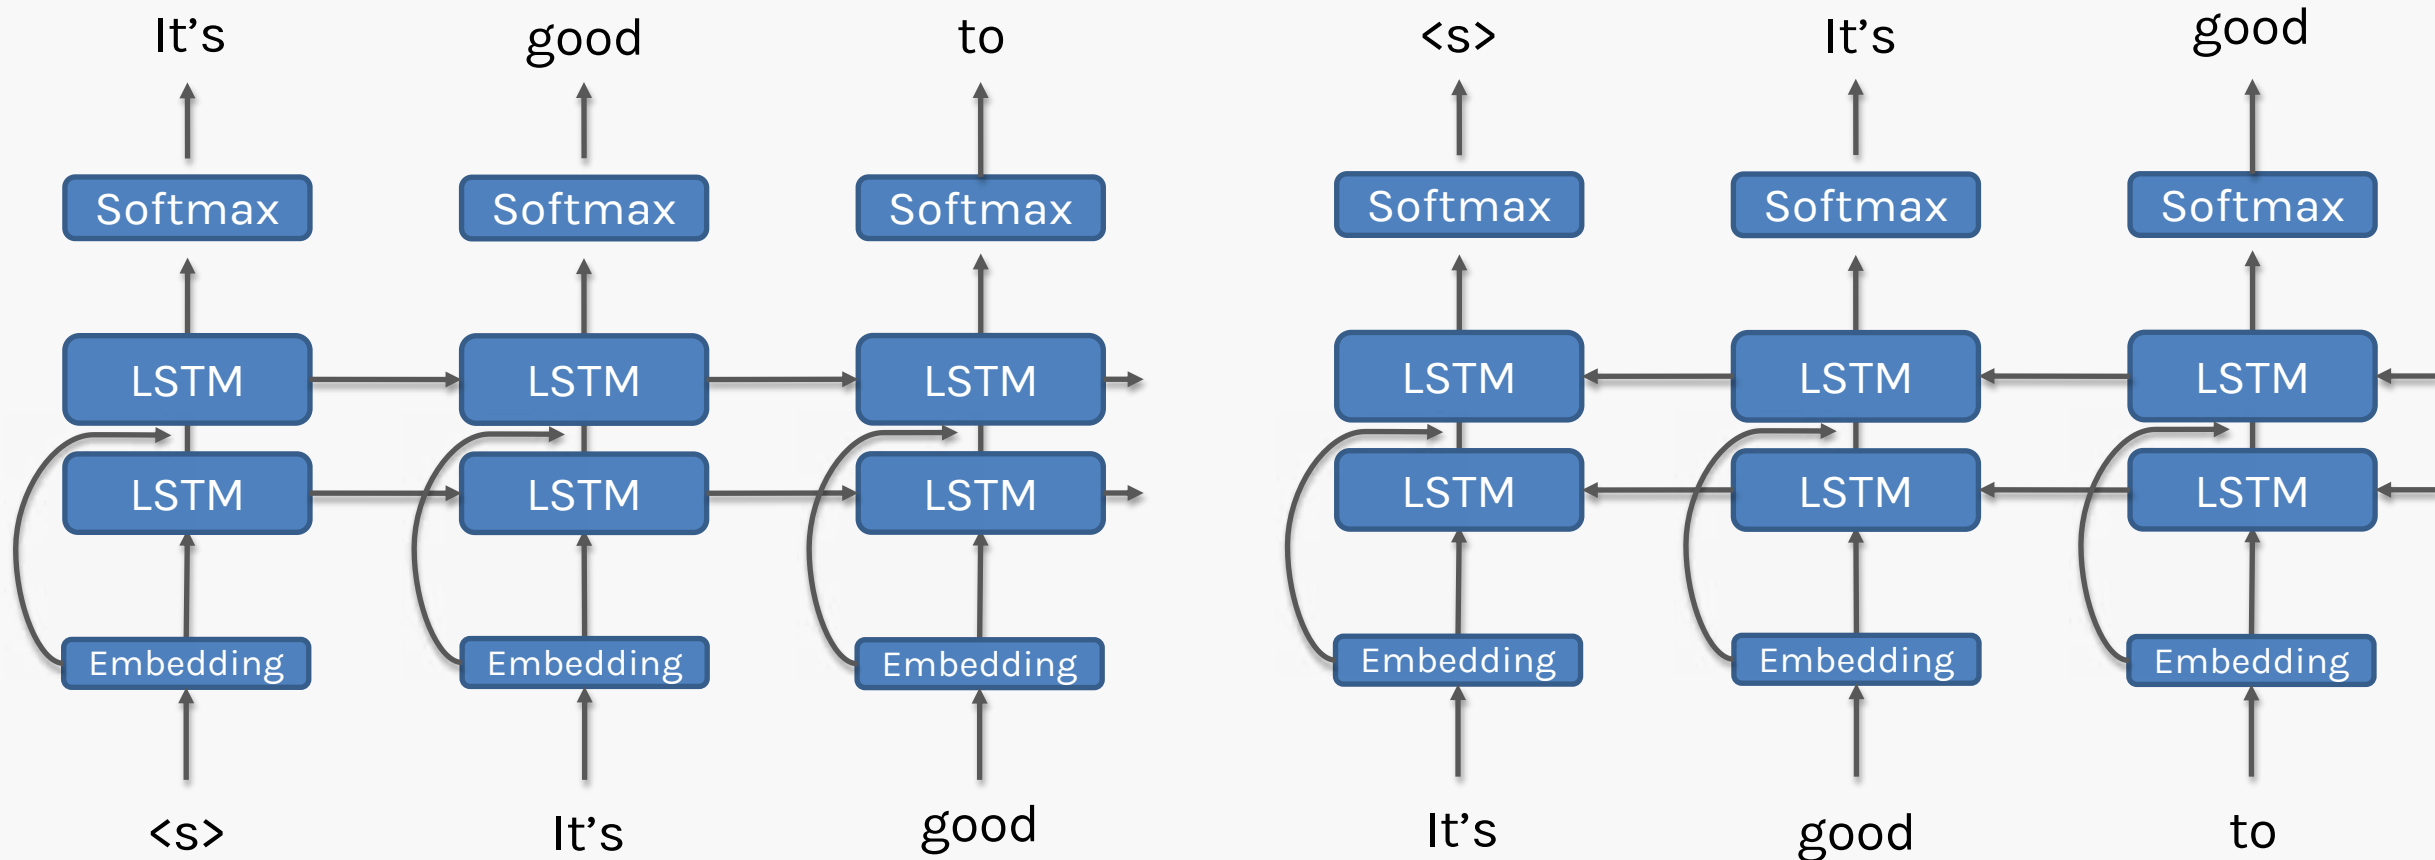 It's good to <s> It's good
Softmax Softmax Softmax Softmax Softmax Softmax
LSTM LSTM LSTM LSTM LSTM LSTM
LSTM LSTM LSTM LSTM LSTM LSTM
Embedding Embedding Embedding Embedding Embedding Embedding
<s> It's good It's good to